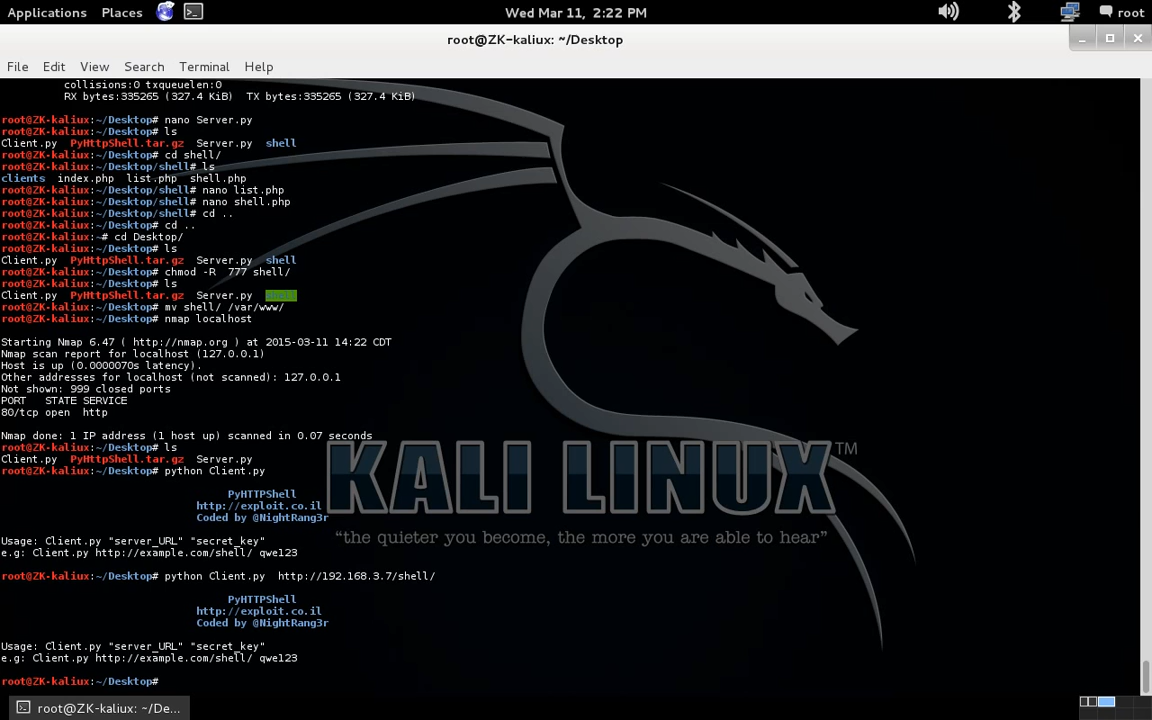 Applications Places Wed Mar 11, 2:22 PM root
root@ZK-kaliux: ~/Desktop
File Edit View Search Terminal Help
collisions:0 txqueuelen:0
RX bytes:335265 (327.4 KiB)  TX bytes:335265 (327.4 KiB)
root@ZK-kaliux:~/Desktop# nano Server.py
root@ZK-kaliux:~/Desktop# ls
Client.py  PyHttpShell.tar.gz  Server.py  shell
root@ZK-kaliux:~/Desktop# cd shell/
root@ZK-kaliux:~/Desktop/shell# ls
clients  index.php  list.php  shell.php
root@ZK-kaliux:~/Desktop/shell# nano list.php
root@ZK-kaliux:~/Desktop/shell# nano shell.php
root@ZK-kaliux:~/Desktop/shell# cd ..
root@ZK-kaliux:~/Desktop# cd ..
root@ZK-kaliux:~# cd Desktop/
root@ZK-kaliux:~/Desktop# ls
Client.py  PyHttpShell.tar.gz  Server.py  shell
root@ZK-kaliux:~/Desktop# chmod -R  777 shell/
root@ZK-kaliux:~/Desktop# ls
Client.py  PyHttpShell.tar.gz  Server.py  shell
root@ZK-kaliux:~/Desktop# mv shell/ /var/www/
root@ZK-kaliux:~/Desktop# nmap localhost
Starting Nmap 6.47 ( http://nmap.org ) at 2015-03-11 14:22 CDT
Nmap scan report for localhost (127.0.0.1)
Host is up (0.0000070s latency).
Other addresses for localhost (not scanned): 127.0.0.1
Not shown: 999 closed ports
PORT   STATE SERVICE
80/tcp open  http
Nmap done: 1 IP address (1 host up) scanned in 0.07 seconds
root@ZK-kaliux:~/Desktop# ls
Client.py  PyHttpShell.tar.gz  Server.py
root@ZK-kaliux:~/Desktop# python Client.py
PyHTTPShell
http://exploit.co.il
Coded by @NightRang3r
KALI LINUX™
“the quieter you become, the more you are able to hear”
Usage: Client.py "server_URL" "secret_key"
e.g: Client.py http://example.com/shell/ qwe123
root@ZK-kaliux:~/Desktop# python Client.py  http://192.168.3.7/shell/
PyHTTPShell
http://exploit.co.il
Coded by @NightRang3r
Usage: Client.py "server_URL" "secret_key"
e.g: Client.py http://example.com/shell/ qwe123
root@ZK-kaliux:~/Desktop#
root@ZK-kaliux: ~/De...